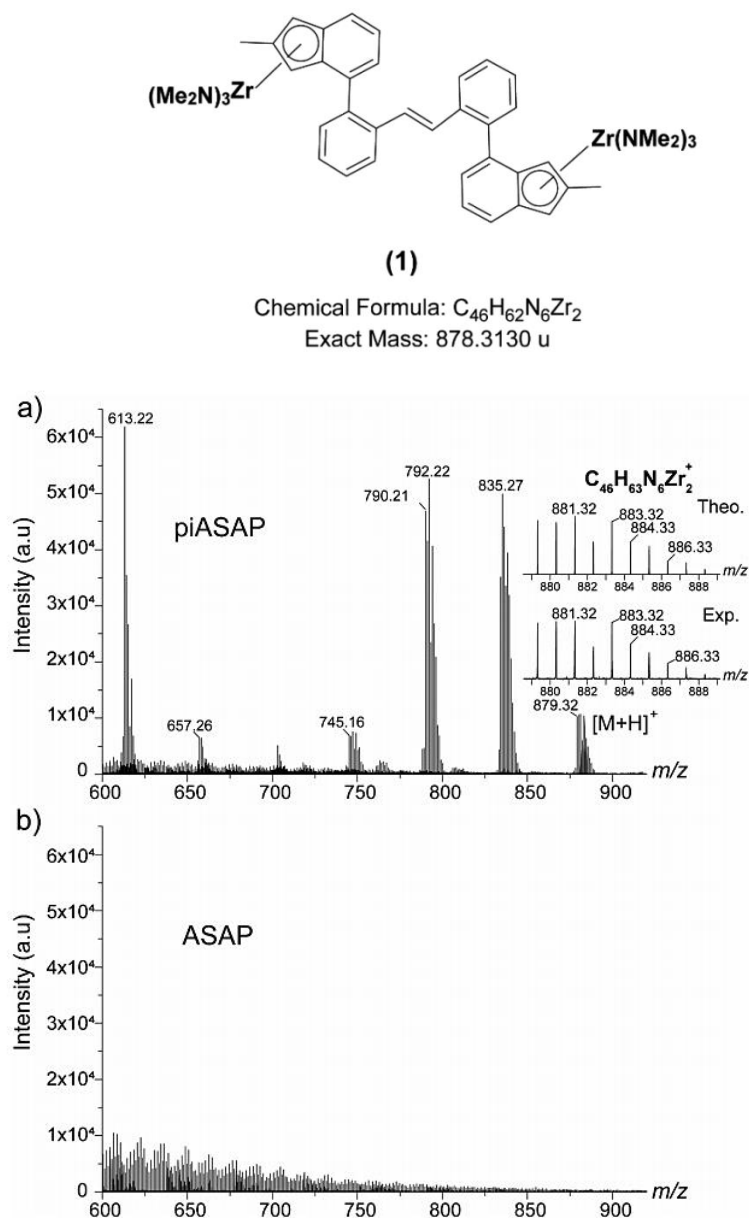 (Me₂N)₃Zr
Zr(NMe₂)₃
(1)
Chemical Formula: C₄₆H₆₂N₆Zr₂
Exact Mass: 878.3130 u
a)
Intensity (a.u)
6x10⁴
5x10⁴
4x10⁴
3x10⁴
2x10⁴
1x10⁴
0
613.22
piASAP
657.26
745.16
790.21
792.22
835.27
879.32
[M+H]⁺
C₄₆H₆₃N₆Zr₂⁺
Theo.
881.32
883.32
884.33
886.33
m/z
880 882 884 886 888
Exp.
881.32
883.32
884.33
886.33
m/z
880 882 884 886 888
600 650 700 750 800 850 900 m/z
b)
Intensity (a.u)
6x10⁴
5x10⁴
4x10⁴
3x10⁴
2x10⁴
1x10⁴
0
ASAP
600 650 700 750 800 850 900 m/z